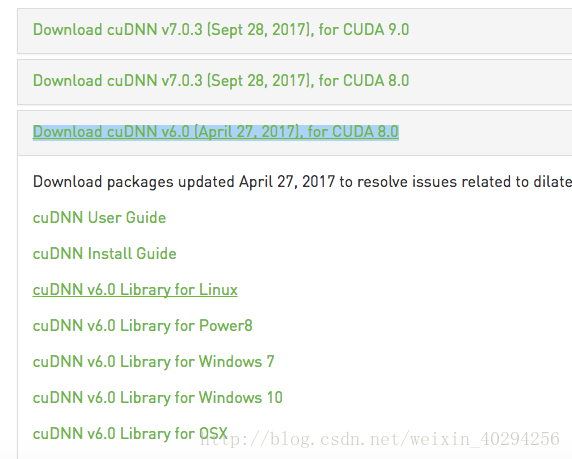 Download cuDNN v7.0.3 (Sept 28, 2017), for CUDA 9.0
Download cuDNN v7.0.3 (Sept 28, 2017), for CUDA 8.0
Download cuDNN v6.0 (April 27, 2017), for CUDA 8.0
Download packages updated April 27, 2017 to resolve issues related to dilate
cuDNN User Guide
cuDNN Install Guide
cuDNN v6.0 Library for Linux
cuDNN v6.0 Library for Power8
cuDNN v6.0 Library for Windows 7
cuDNN v6.0 Library for Windows 10
cuDNN v6.0 Library for OSX
http://blog.csdn.net/weixin_40294256